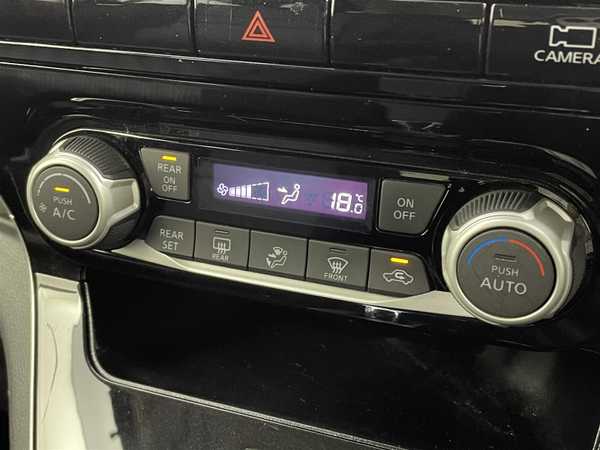 CAMERA
REAR
ON
OFF
PUSH
A/C
18.0
°C
ON
OFF
REAR
SET
REAR
FRONT
PUSH
AUTO